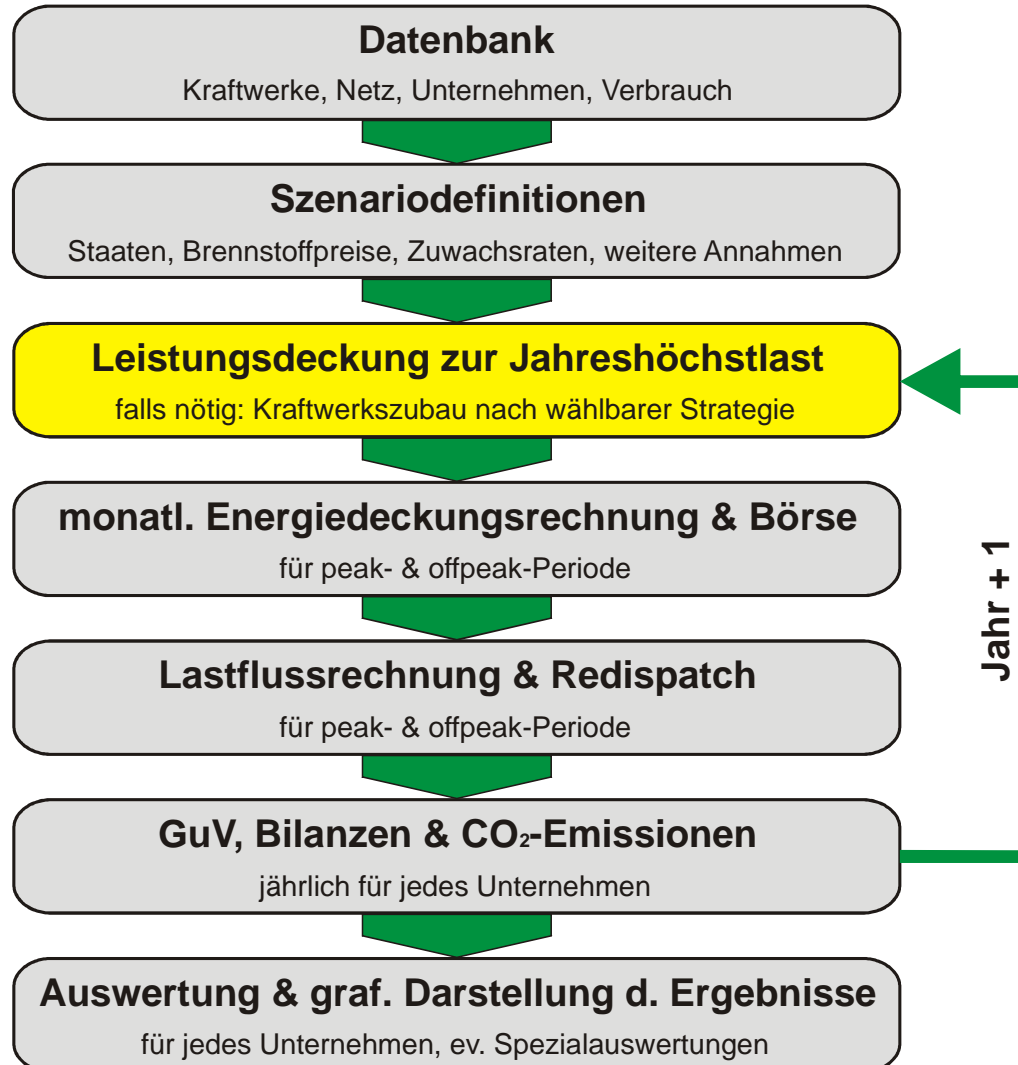 Datenbank
Kraftwerke, Netz, Unternehmen, Verbrauch
Szenariodefinitionen
Staaten, Brennstoffpreise, Zuwachsraten, weitere Annahmen
Leistungsdeckung zur Jahreshöchstlast
falls nötig: Kraftwerkszubau nach wählbarer Strategie
monatl. Energiedeckungsrechnung & Börse
für peak- & offpeak-Periode
Lastflussrechnung & Redispatch
für peak- & offpeak-Periode
GuV, Bilanzen & CO₂-Emissionen
jährlich für jedes Unternehmen
Auswertung & graf. Darstellung d. Ergebnisse
für jedes Unternehmen, ev. Spezialauswertungen
Jahr + 1